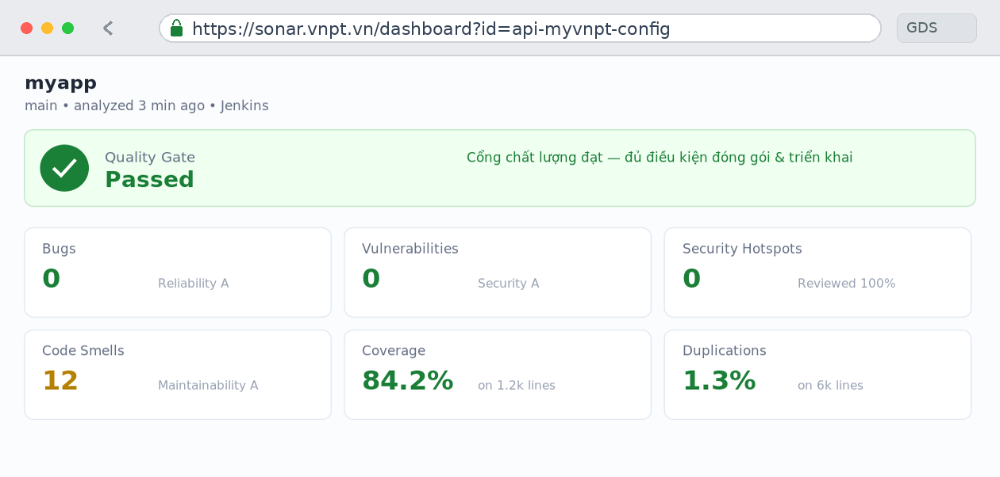 https://sonar.vnpt.vn/dashboard?id=api-myvnpt-config
GDS
myapp
main • analyzed 3 min ago • Jenkins
Quality Gate
Passed
Cổng chất lượng đạt — đủ điều kiện đóng gói & triển khai
Bugs
0 Reliability A
Vulnerabilities
0 Security A
Security Hotspots
0 Reviewed 100%
Code Smells
12 Maintainability A
Coverage
84.2% on 1.2k lines
Duplications
1.3% on 6k lines